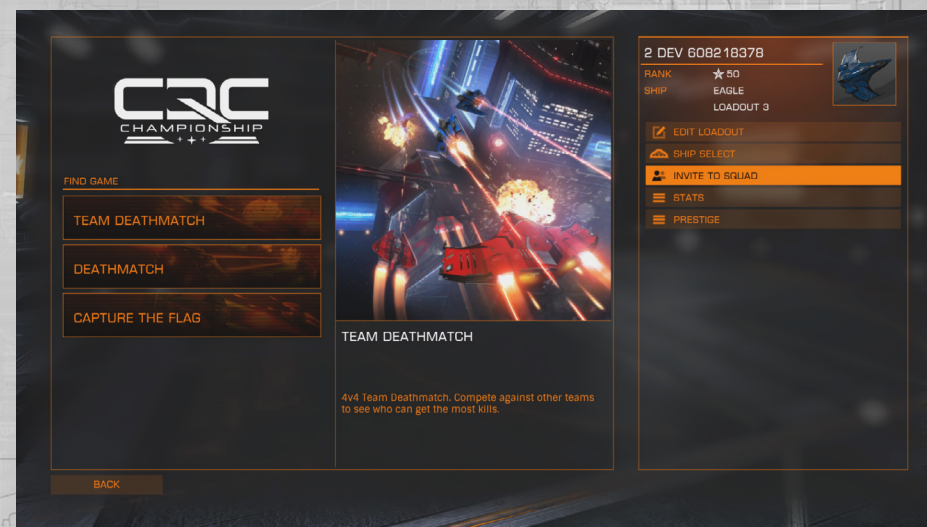 CQC
CHAMPIONSHIP
FIND GAME
TEAM DEATHMATCH
DEATHMATCH
CAPTURE THE FLAG
TEAM DEATHMATCH
4v4 Team Deathmatch. Compete against other teams
to see who can get the most kills.
BACK
2 DEV 608218378
RANK 50
SHIP EAGLE
LOADOUT 3
EDIT LOADOUT
SHIP SELECT
INVITE TO SQUAD
STATS
PRESTIGE